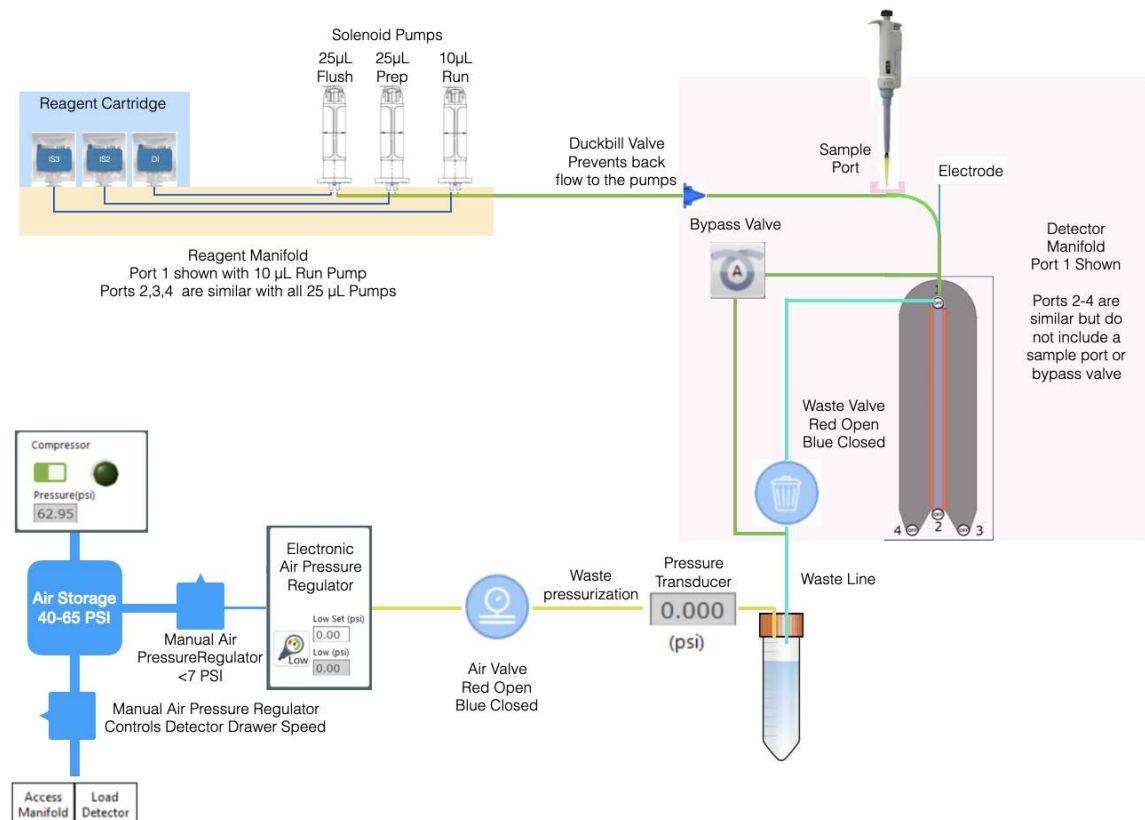 Solenoid Pumps
25µL
Flush
25µL
Prep
10µL
Run
Reagent Cartridge
IS3
IS2
DI
Duckbill Valve
Prevents back
flow to the pumps
Sample
Port
Electrode
Bypass Valve
A
Detector
Manifold
Port 1 Shown
Ports 2-4 are
similar but do
not include a
sample port or
bypass valve
Reagent Manifold
Port 1 shown with 10 µL Run Pump
Ports 2,3,4 are similar with all 25 µL Pumps
1
OFF
Waste Valve
Red Open
Blue Closed
4 OFF
OFF
2
OFF 3
Compressor
Pressure(psi)
62.95
Air Storage
40-65 PSI
Manual Air
PressureRegulator
<7 PSI
Electronic
Air Pressure
Regulator
Low Set (psi)
0.00
Low
Low (psi)
0.00
Waste
pressurization
Pressure
Transducer
0.000
(psi)
Waste Line
Air Valve
Red Open
Blue Closed
Manual Air Pressure Regulator
Controls Detector Drawer Speed
Access
Manifold
Load
Detector